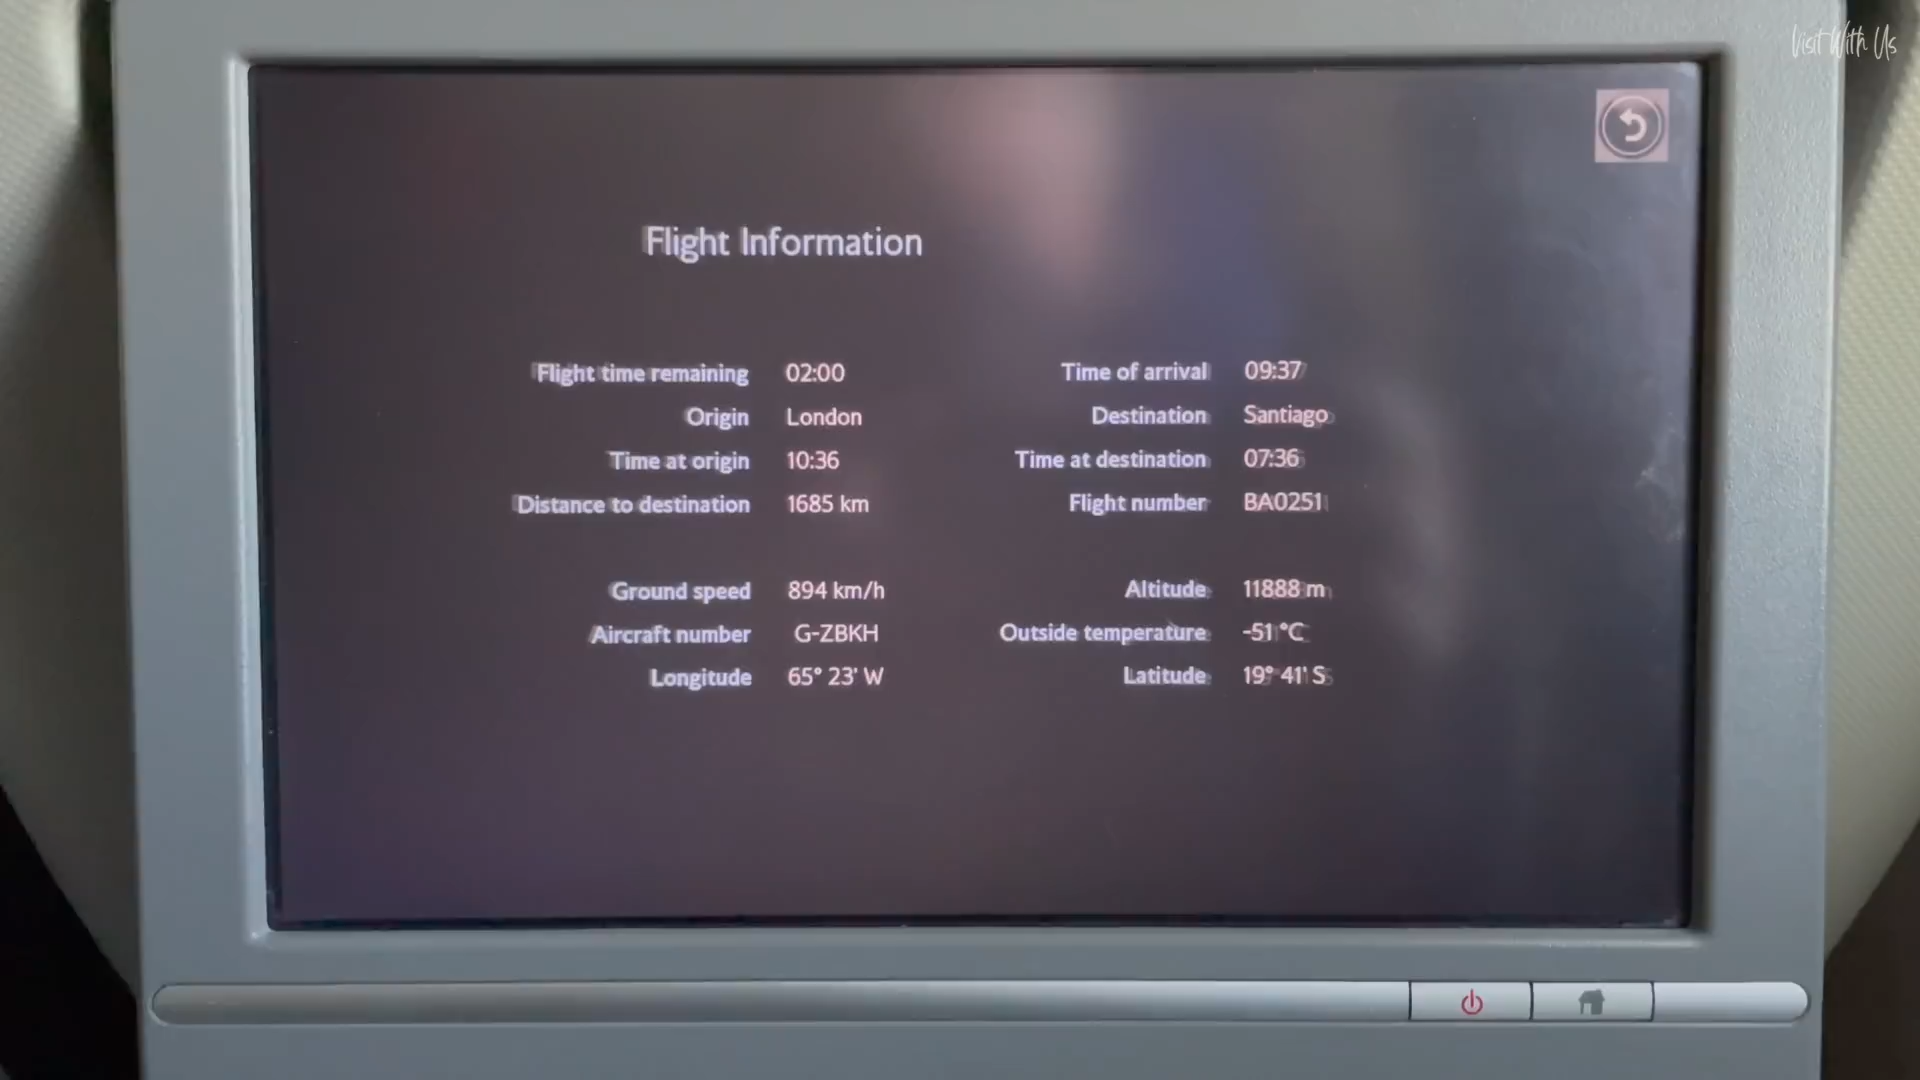 Visit With Us
Flight Information
Flight time remaining 02:00
Time of arrival 09:37
Origin London
Destination Santiago
Time at origin 10:36
Time at destination 07:36
Distance to destination 1685 km
Flight number BA0251
Ground speed 894 km/h
Altitude 11888 m
Aircraft number G-ZBKH
Outside temperature -51 °C
Longitude 65° 23' W
Latitude 19° 41' S